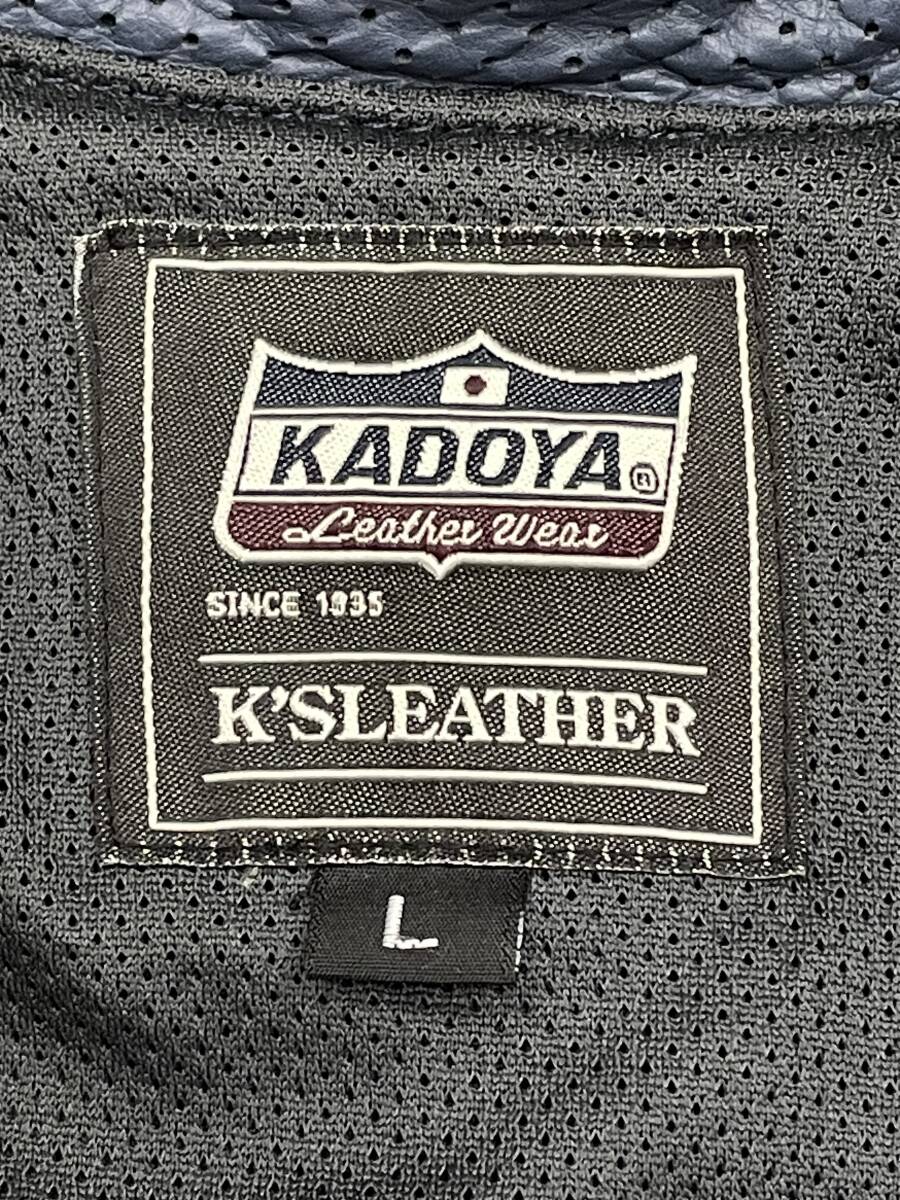 KADOYA®
Leather Wear
SINCE 1935
K'SLEATHER
L